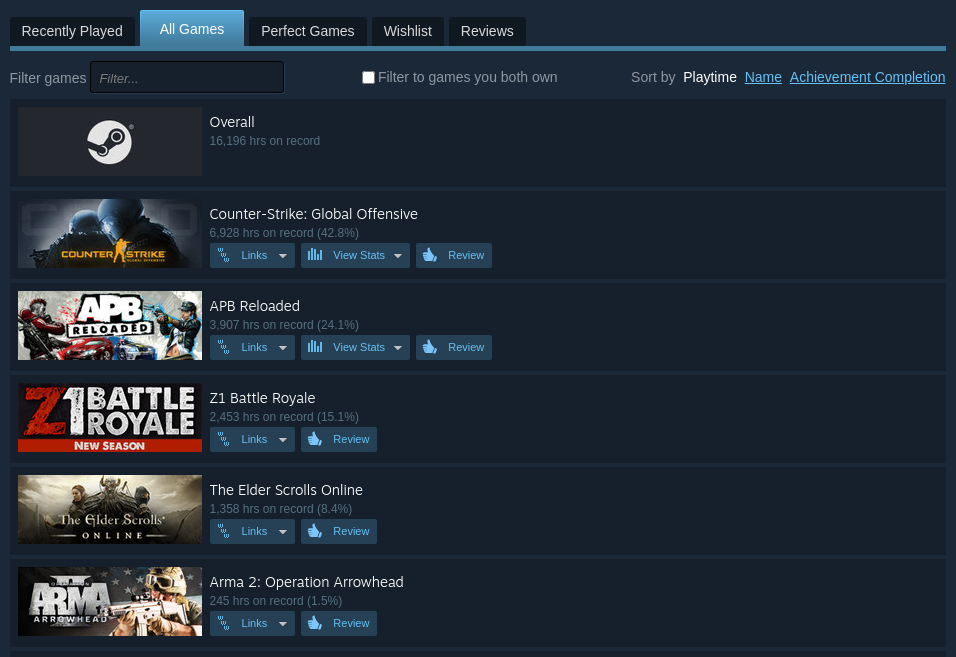 Recently Played All Games Perfect Games Wishlist Reviews
Filter games Filter... Filter to games you both own Sort by Playtime Name Achievement Completion
Overall
16,196 hrs on record
Counter-Strike: Global Offensive
6,928 hrs on record (42.8%)
COUNTER STRIKE
GLOBAL OFFENSIVE
Links View Stats Review
APB Reloaded
APB
RELOADED
3,907 hrs on record (24.1%)
Links View Stats Review
Z1 Battle Royale
Z1 BATTLE
ROYALE
NEW SEASON
2,453 hrs on record (15.1%)
Links Review
The Elder Scrolls Online
1,358 hrs on record (8.4%)
The Elder Scrolls
ONLINE
Links Review
Arma 2: Operation Arrowhead
OPERATION
ARMA II
ARROWHEAD
245 hrs on record (1.5%)
Links Review